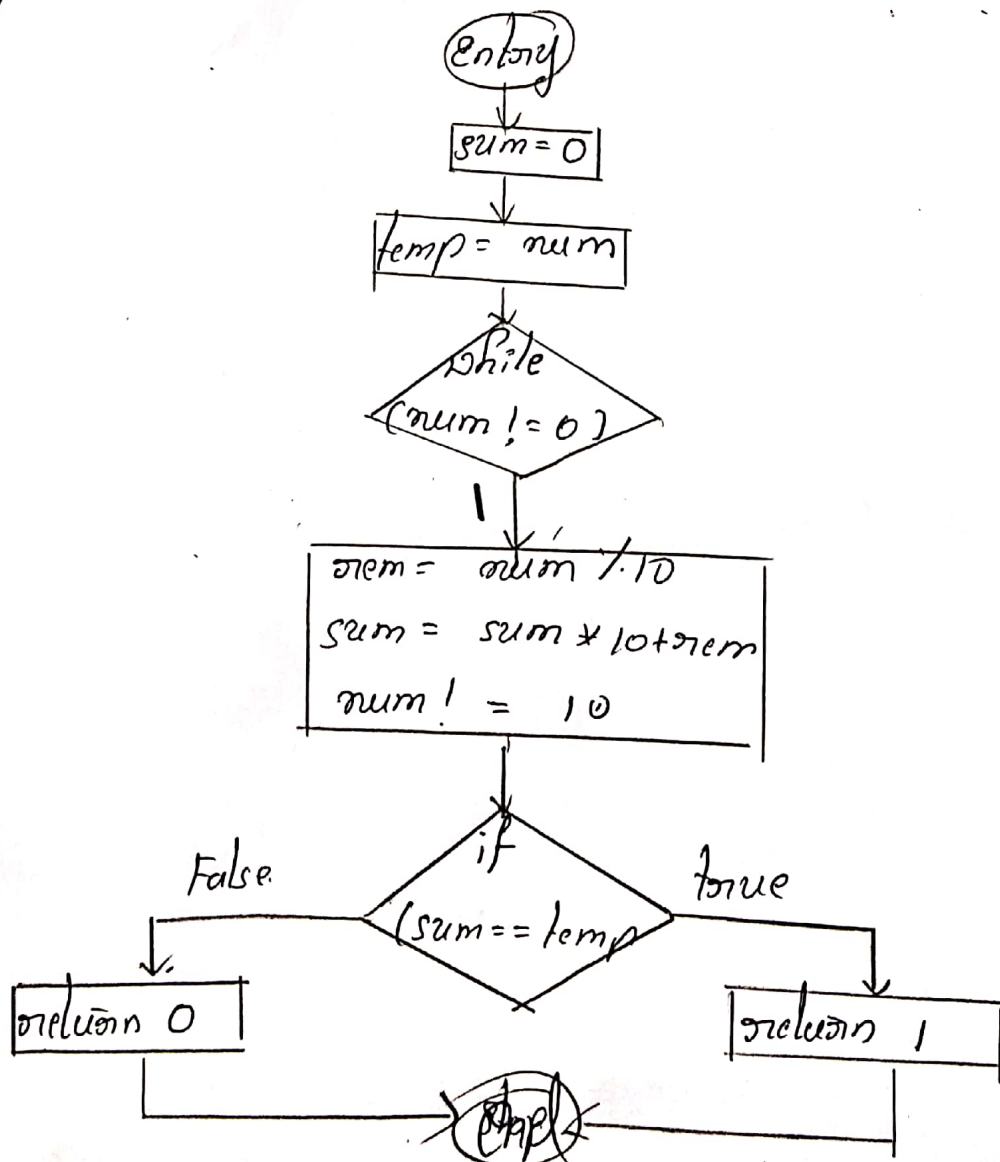 Entry
sum = 0
temp = num
while
(num != 0)
1
rem = num % 10
sum = sum * 10 + rem
num ! = 10
if
(sum == temp
False.
true
return 0
return 1